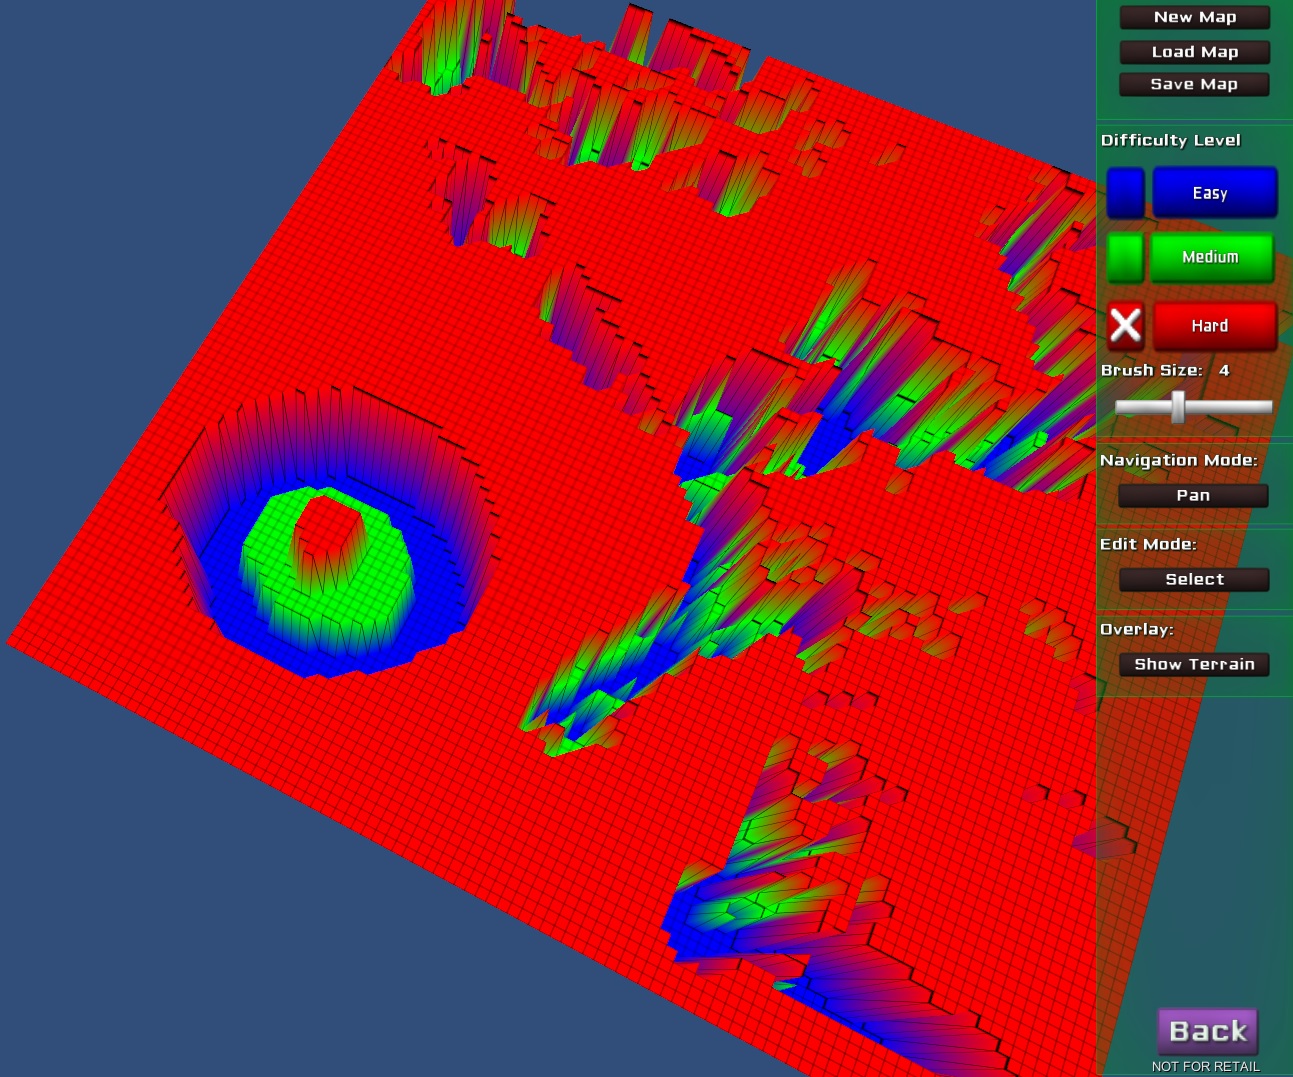 New Map
Load Map
Save Map
Difficulty Level
Easy
Medium
Hard
Brush Size: 4
Navigation Mode:
Pan
Edit Mode:
Select
Overlay:
Show Terrain
Back
NOT FOR RETAIL